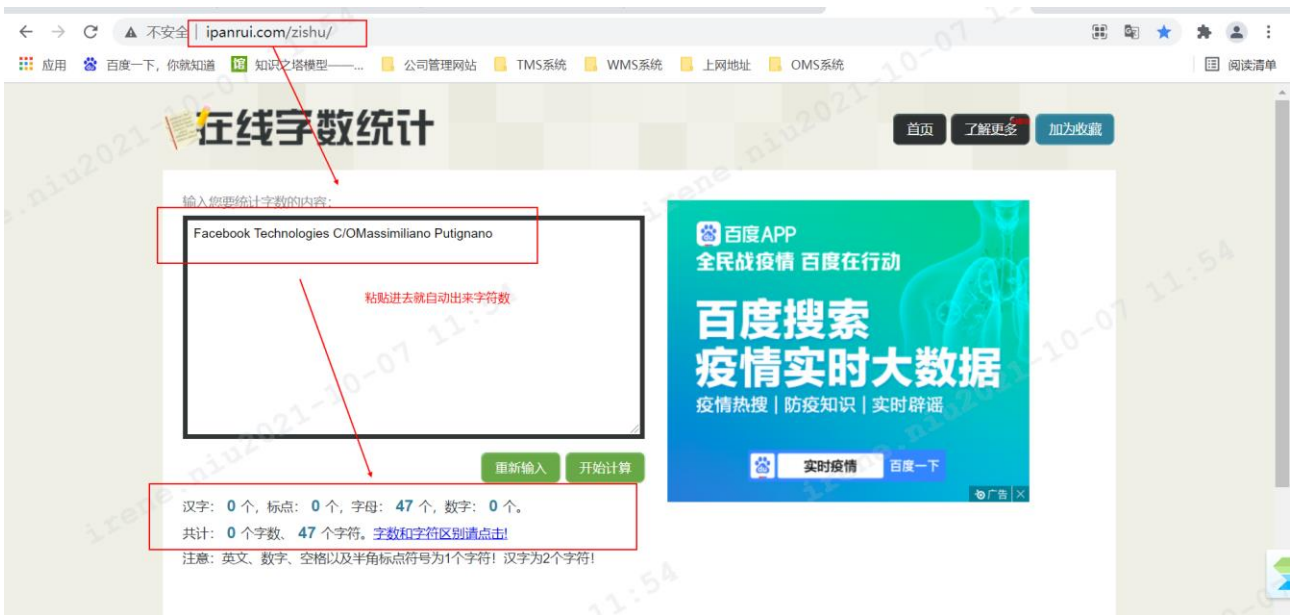 不安全 | ipanrui.com/zishu/
应用 百度一下，你就知道 知识之塔模型——... 公司管理网站 TMS系统 WMS系统 上网地址 OMS系统 阅读清单
在线字数统计
首页 了解更多 加为收藏
输入您要统计字数的内容：
Facebook Technologies C/OMassimiliano Putignano
粘贴进去就自动出来字符数
重新输入 开始计算
汉字： 0 个，标点： 0 个，字母： 47 个，数字： 0 个。
共计： 0 个字数、 47 个字符。字数和字符区别请点击!
注意：英文、数字、空格以及半角标点符号为1个字符！汉字为2个字符！
百度APP
全民战疫情 百度在行动
百度搜索
疫情实时大数据
疫情热搜 | 防疫知识 | 实时辟谣
实时疫情 百度一下
广告
irene.niu2021-10-07 11:54